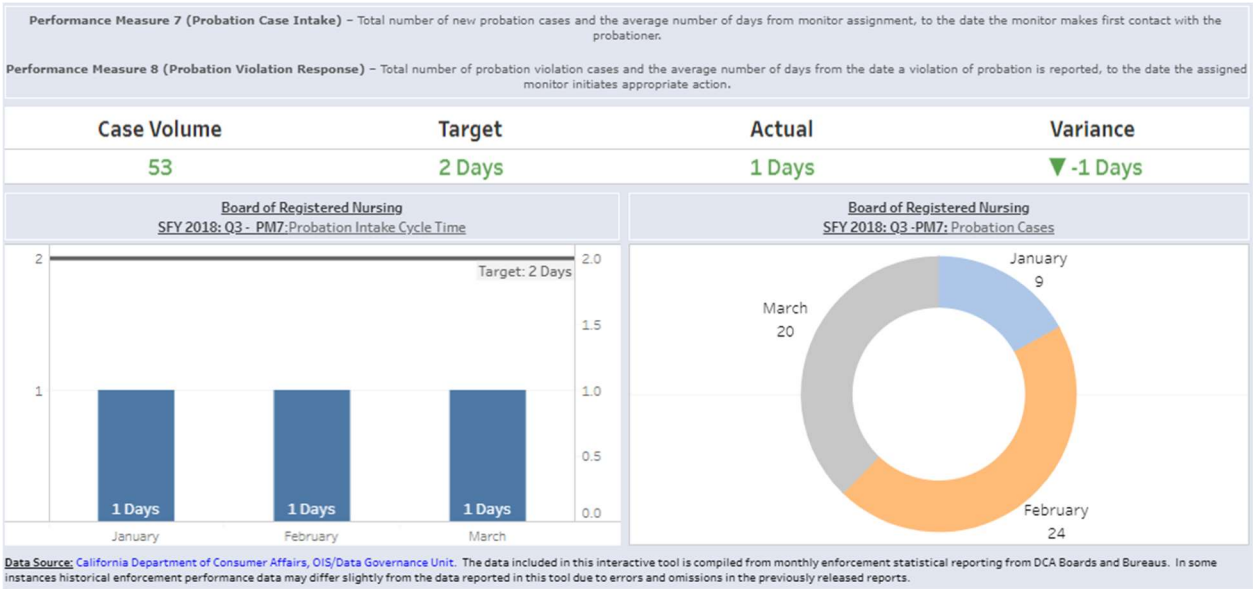 Performance Measure 7 (Probation Case Intake) – Total number of new probation cases and the average number of days from monitor assignment, to the date the monitor makes first contact with the
probationer.
Performance Measure 8 (Probation Violation Response) – Total number of probation violation cases and the average number of days from the date a violation of probation is reported, to the date the assigned
monitor initiates appropriate action.
Case Volume Target Actual Variance
53 2 Days 1 Days ▼ -1 Days
Board of Registered Nursing
SFY 2018: Q3 - PM7:Probation Intake Cycle Time
2 2.0
Target: 2 Days
1.5
1 1.0
0.5
1 Days 1 Days 1 Days
0.0
January February March
Board of Registered Nursing
SFY 2018: Q3 -PM7: Probation Cases
January
9
March
20
February
24
Data Source: California Department of Consumer Affairs, OIS/Data Governance Unit. The data included in this interactive tool is compiled from monthly enforcement statistical reporting from DCA Boards and Bureaus. In some
instances historical enforcement performance data may differ slightly from the data reported in this tool due to errors and omissions in the previously released reports.